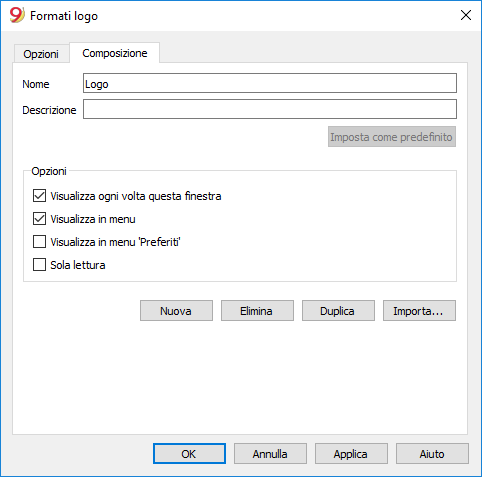 9 Formati logo
Opzioni Composizione
Nome Logo
Descrizione
Imposta come predefinito
Opzioni
Visualizza ogni volta questa finestra
Visualizza in menu
Visualizza in menu 'Preferiti'
Sola lettura
Nuova Elimina Duplica Importa...
OK Annulla Applica Aiuto